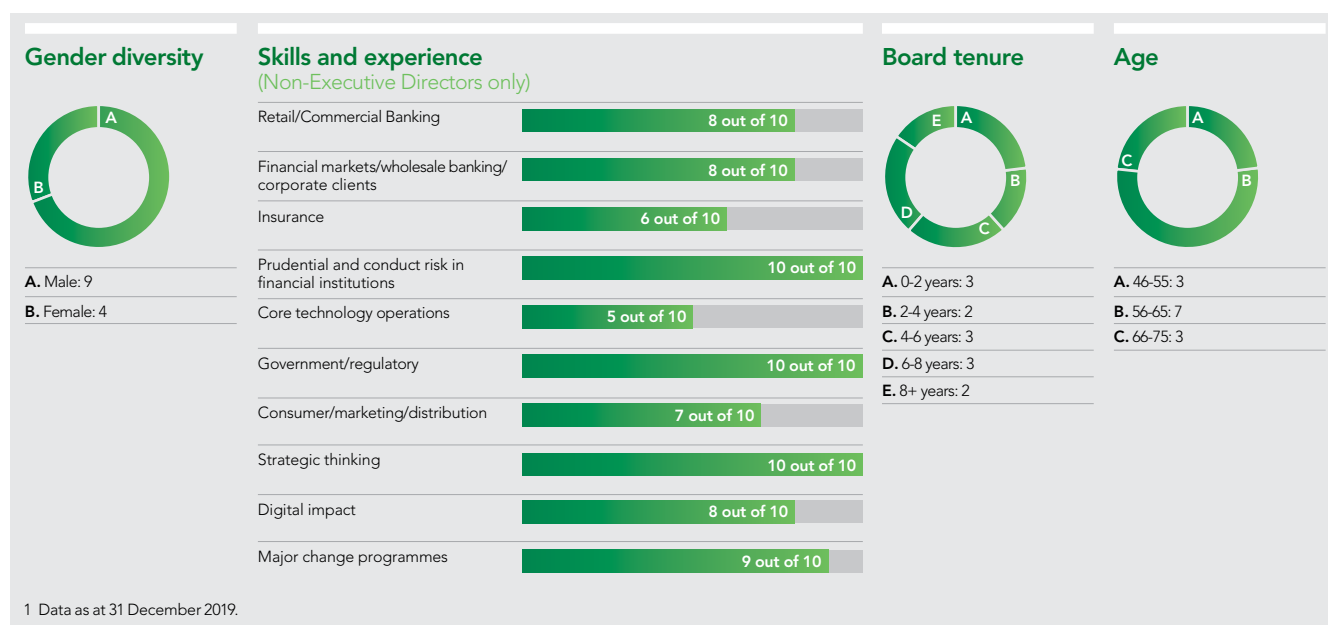 Gender diversity
A
B
A. Male: 9
B. Female: 4
Skills and experience
(Non-Executive Directors only)
Retail/Commercial Banking
8 out of 10
Financial markets/wholesale banking/
corporate clients
8 out of 10
Insurance
6 out of 10
Prudential and conduct risk in
financial institutions
10 out of 10
Core technology operations
5 out of 10
Government/regulatory
10 out of 10
Consumer/marketing/distribution
7 out of 10
Strategic thinking
10 out of 10
Digital impact
8 out of 10
Major change programmes
9 out of 10
Board tenure
E
A
B
D
C
A. 0-2 years: 3
B. 2-4 years: 2
C. 4-6 years: 3
D. 6-8 years: 3
E. 8+ years: 2
Age
A
C
B
A. 46-55: 3
B. 56-65: 7
C. 66-75: 3
1 Data as at 31 December 2019.